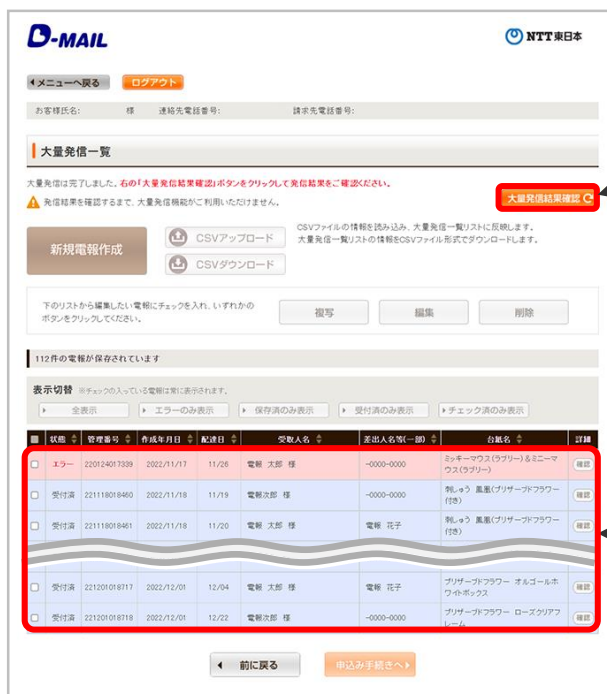 D-MAIL
NTT東日本
メニューへ戻る ログアウト
お客様氏名: 様 連絡先電話番号: 請求先電話番号:
大量発信一覧
大量発信は完了しました。右の「大量発信結果確認」ボタンをクリックして発信結果をご確認ください。
発信結果を確認するまで、大量発信機能がご利用いただけません。
大量発信結果確認
新規電報作成
CSVアップロード
CSVダウンロード
CSVファイルの情報を読み込み、大量発信一覧リストに反映します。
大量発信一覧リストの情報をCSVファイル形式でダウンロードします。
下のリストから編集したい電報にチェックを入れ、いずれかの
ボタンをクリックしてください。
複写 編集 削除
112件の電報が保存されています
表示切替 ※チェックの入っている電報は常に表示されます。
全表示 エラーのみ表示 保存済のみ表示 受付済のみ表示 チェック済のみ表示
状態 管理番号 作成年月日 配達日 受取人名 差出人名等(一部) 台紙名 詳細
エラー 220124017339 2022/11/17 11/26 電報 太郎 様 -0000-0000 ミッキーマウス(ラブリー)&ミニーマ
ウス(ラブリー) 確認
受付済 221118018460 2022/11/18 11/19 電報次郎 様 -0000-0000 刺しゅう 鳳凰(プリザーブドフラワー
付き) 確認
受付済 221118018461 2022/11/18 11/20 電報 太郎 様 電報 花子 刺しゅう 鳳凰(プリザーブドフラワー
付き) 確認
受付済 221201018717 2022/12/01 12/04 電報 太郎 様 電報 花子 プリザーブドフラワー オルゴールホ
ワイトボックス 確認
受付済 221201018718 2022/12/01 12/22 電報次郎 様 -0000-0000 プリザーブドフラワー ローズクリアフ
レーム 確認
前に戻る 申込み手続きへ